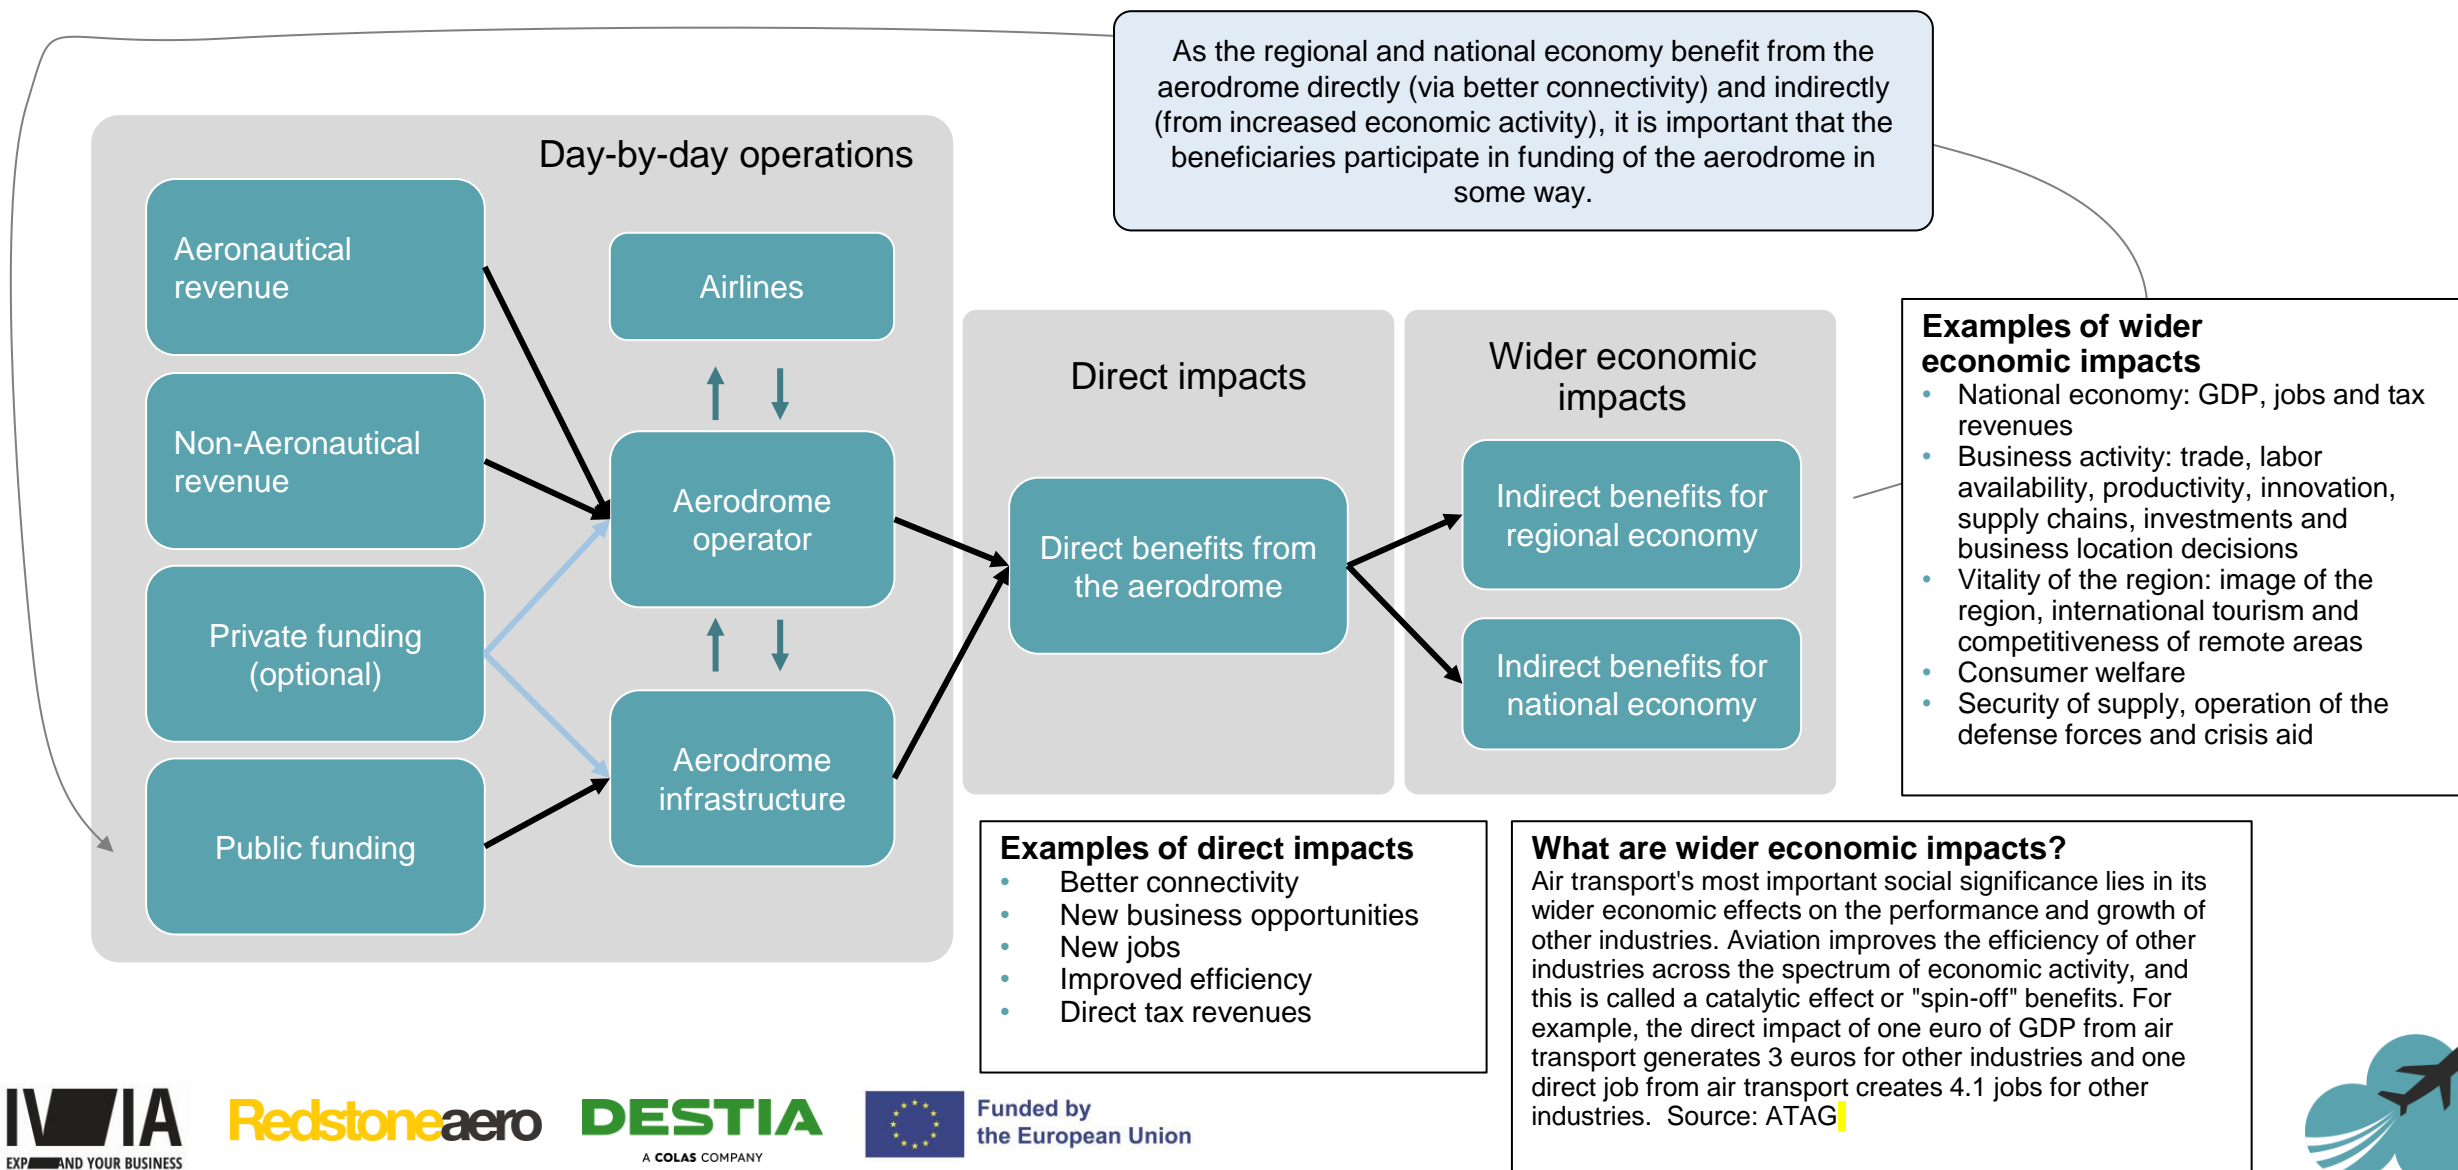 As the regional and national economy benefit from the
aerodrome directly (via better connectivity) and indirectly
(from increased economic activity), it is important that the
beneficiaries participate in funding of the aerodrome in
some way.
Day-by-day operations
Aeronautical
revenue
Non-Aeronautical
revenue
Private funding
(optional)
Public funding
Airlines
Aerodrome
operator
Aerodrome
infrastructure
Direct impacts
Direct benefits from
the aerodrome
Wider economic
impacts
Indirect benefits for
regional economy
Indirect benefits for
national economy
Examples of wider
economic impacts
• National economy: GDP, jobs and tax
revenues
• Business activity: trade, labor
availability, productivity, innovation,
supply chains, investments and
business location decisions
• Vitality of the region: image of the
region, international tourism and
competitiveness of remote areas
• Consumer welfare
• Security of supply, operation of the
defense forces and crisis aid
Examples of direct impacts
• Better connectivity
• New business opportunities
• New jobs
• Improved efficiency
• Direct tax revenues
What are wider economic impacts?
Air transport's most important social significance lies in its
wider economic effects on the performance and growth of
other industries. Aviation improves the efficiency of other
industries across the spectrum of economic activity, and
this is called a catalytic effect or "spin-off" benefits. For
example, the direct impact of one euro of GDP from air
transport generates 3 euros for other industries and one
direct job from air transport creates 4.1 jobs for other
industries.  Source: ATAG
YOUR BUSINESS
Redstoneaero
DESTIA
A COLAS COMPANY
Funded by
the European Union